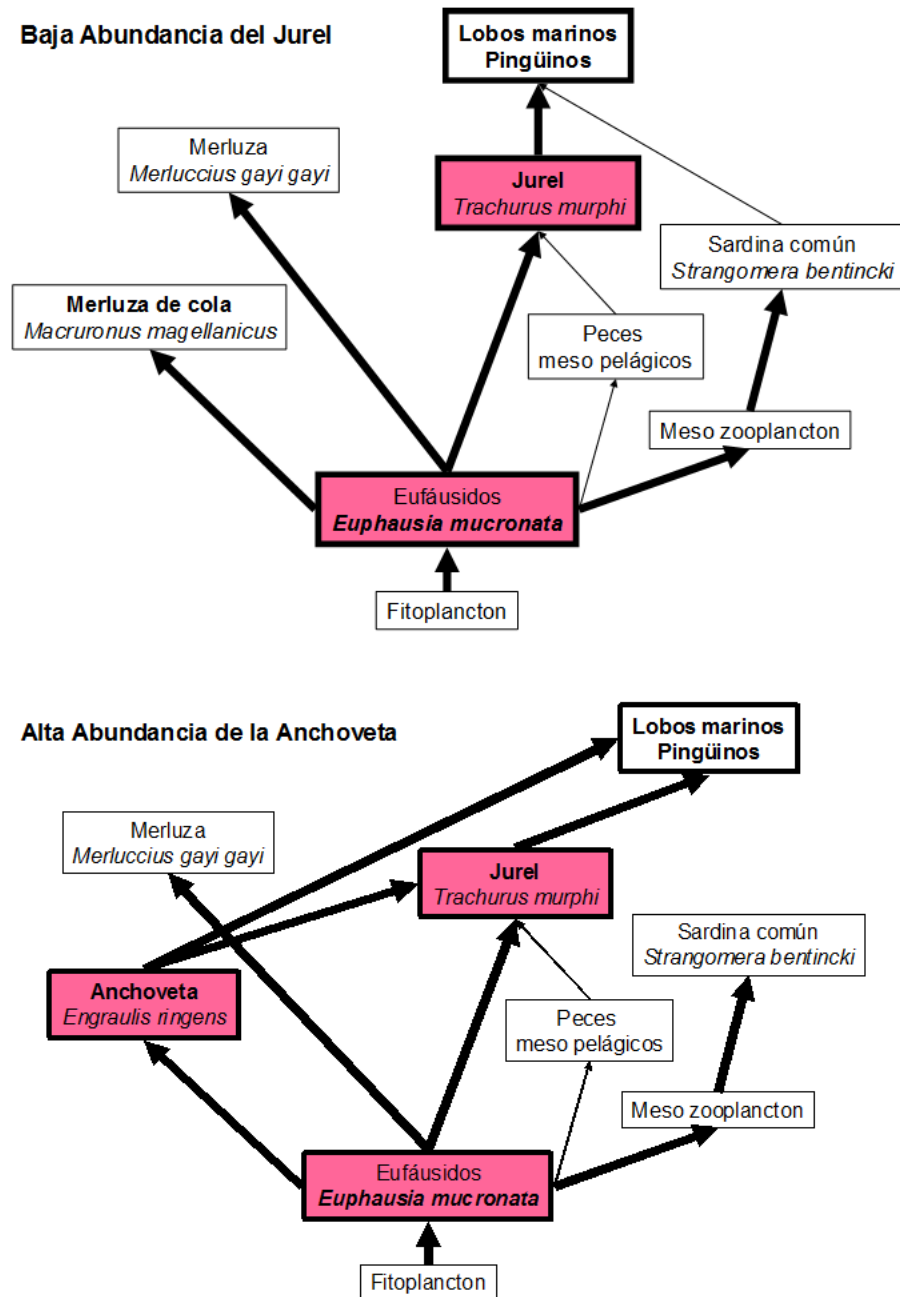 Baja Abundancia del Jurel
Lobos marinos
Pingüinos
Merluza
Merluccius gayi gayi
Jurel
Trachurus murphi
Sardina común
Strangomera bentincki
Merluza de cola
Macruronus magellanicus
Peces
meso pelágicos
Meso zooplancton
Eufáusidos
Euphausia mucronata
Fitoplancton
Alta Abundancia de la Anchoveta
Lobos marinos
Pingüinos
Merluza
Merluccius gayi gayi
Jurel
Trachurus murphi
Sardina común
Strangomera bentincki
Anchoveta
Engraulis ringens
Peces
meso pelágicos
Meso zooplancton
Eufáusidos
Euphausia mucronata
Fitoplancton